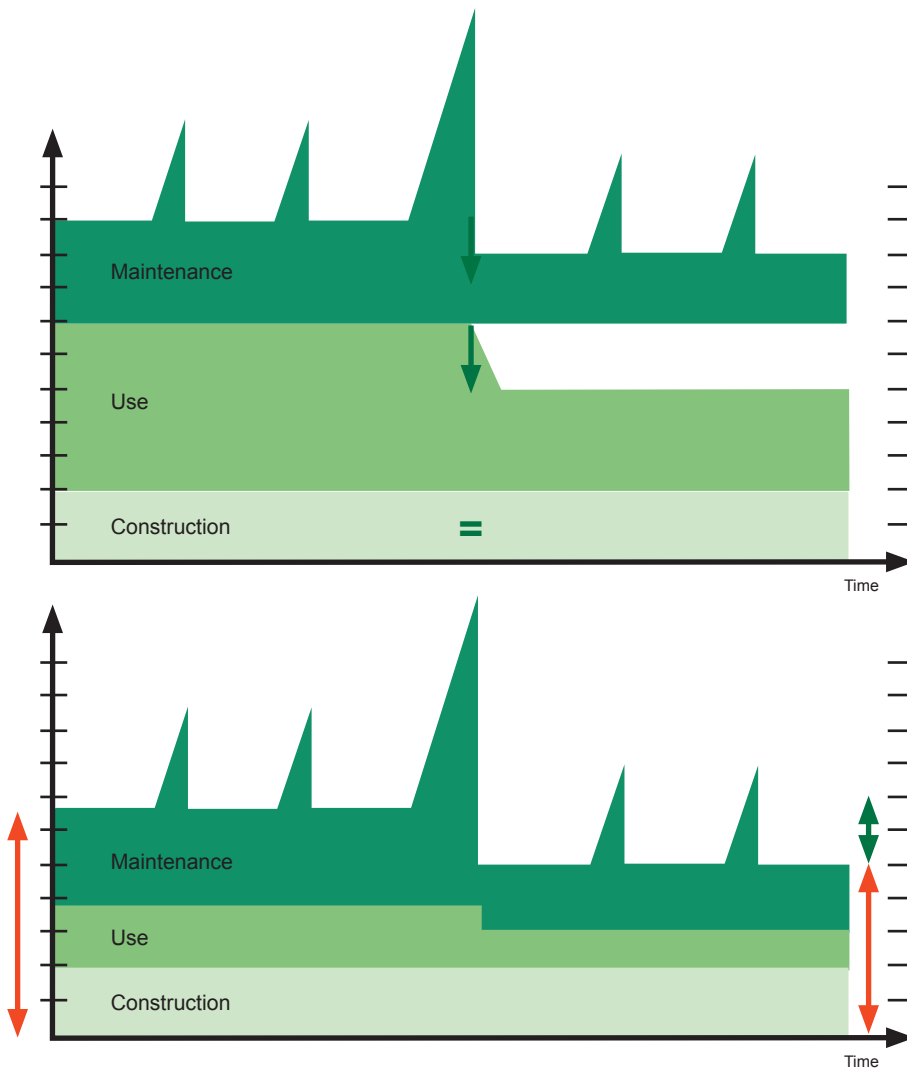 Maintenance
Use
Construction
=
Time
Maintenance
Use
Construction
Time